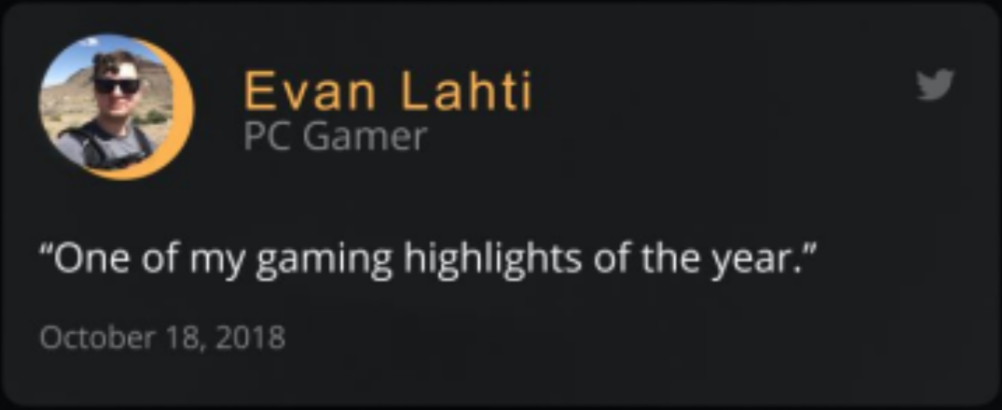 Evan Lahti
PC Gamer
“One of my gaming highlights of the year.”
October 18, 2018